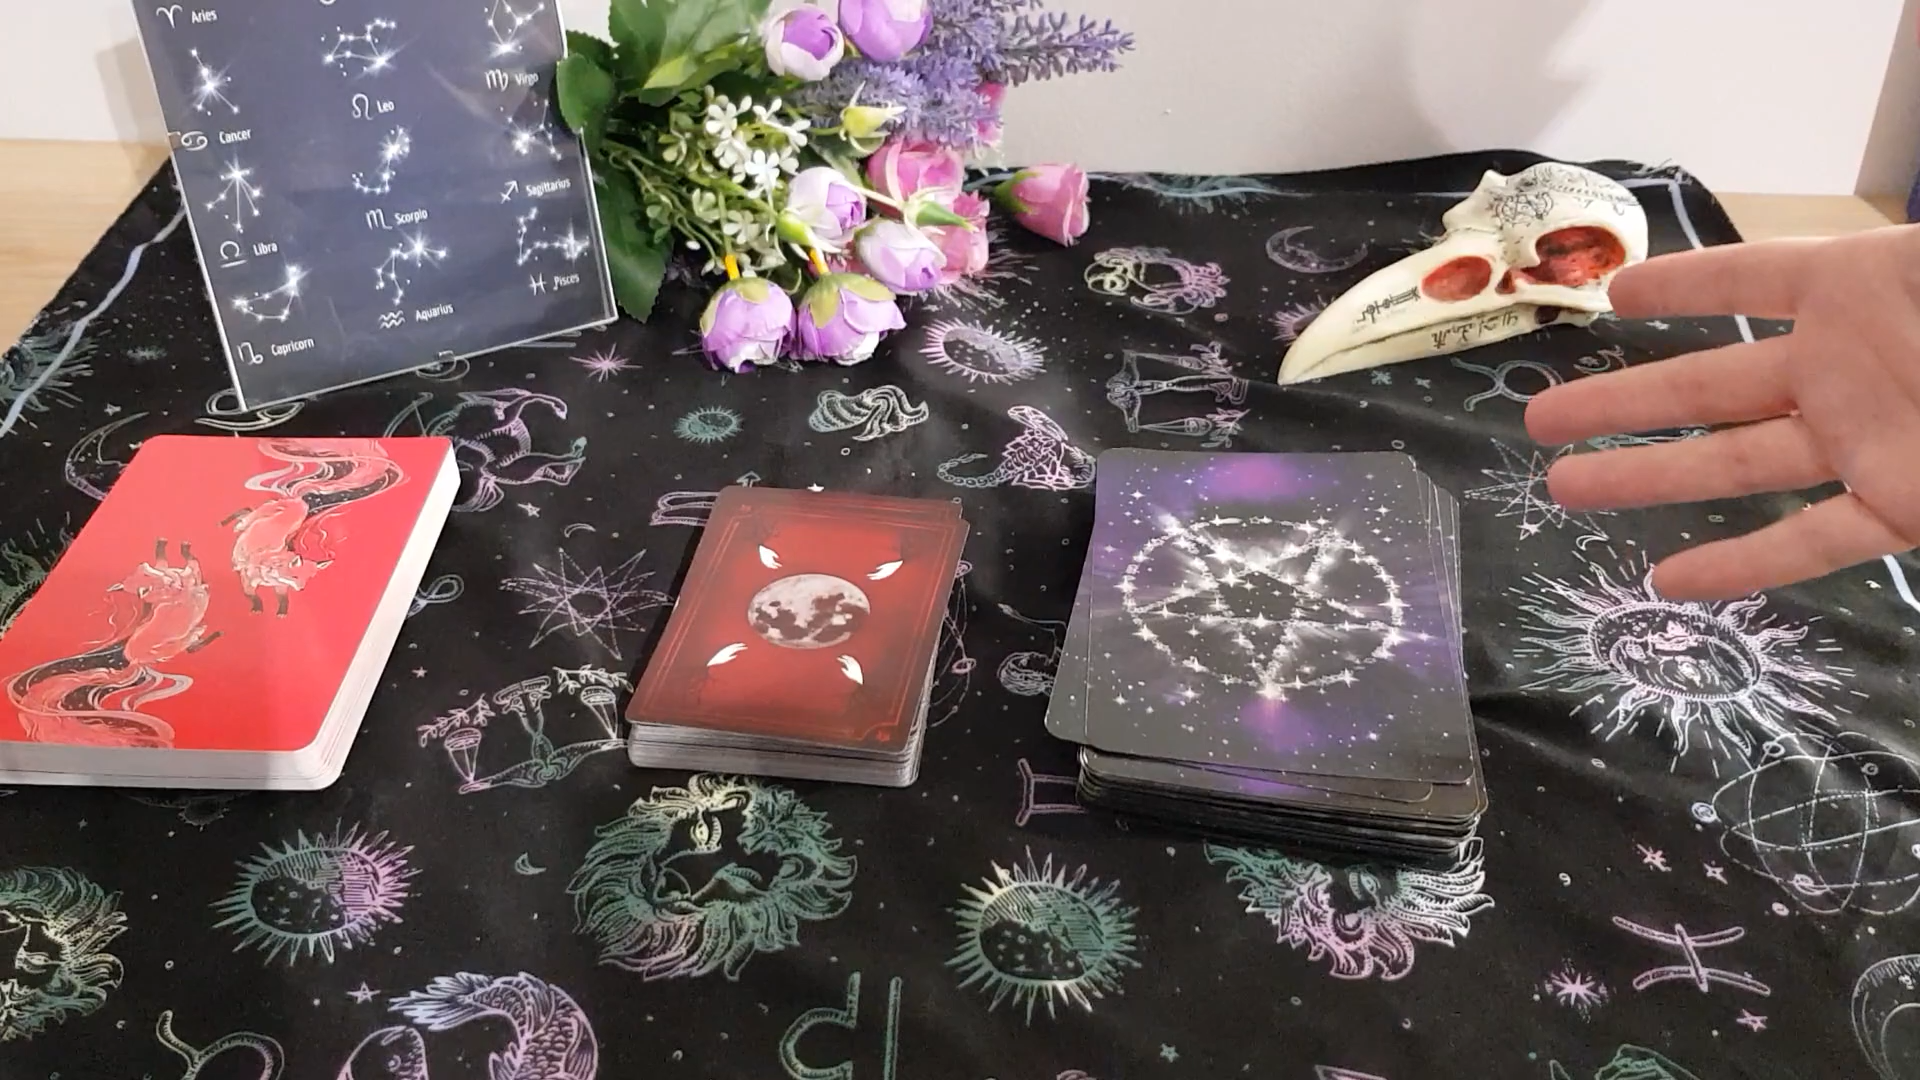 ♈ Aries
♍ Virgo
♌ Leo
♋ Cancer
♐ Sagittarius
♏ Scorpio
♎ Libra
♓ Pisces
♒ Aquarius
♑ Capricorn